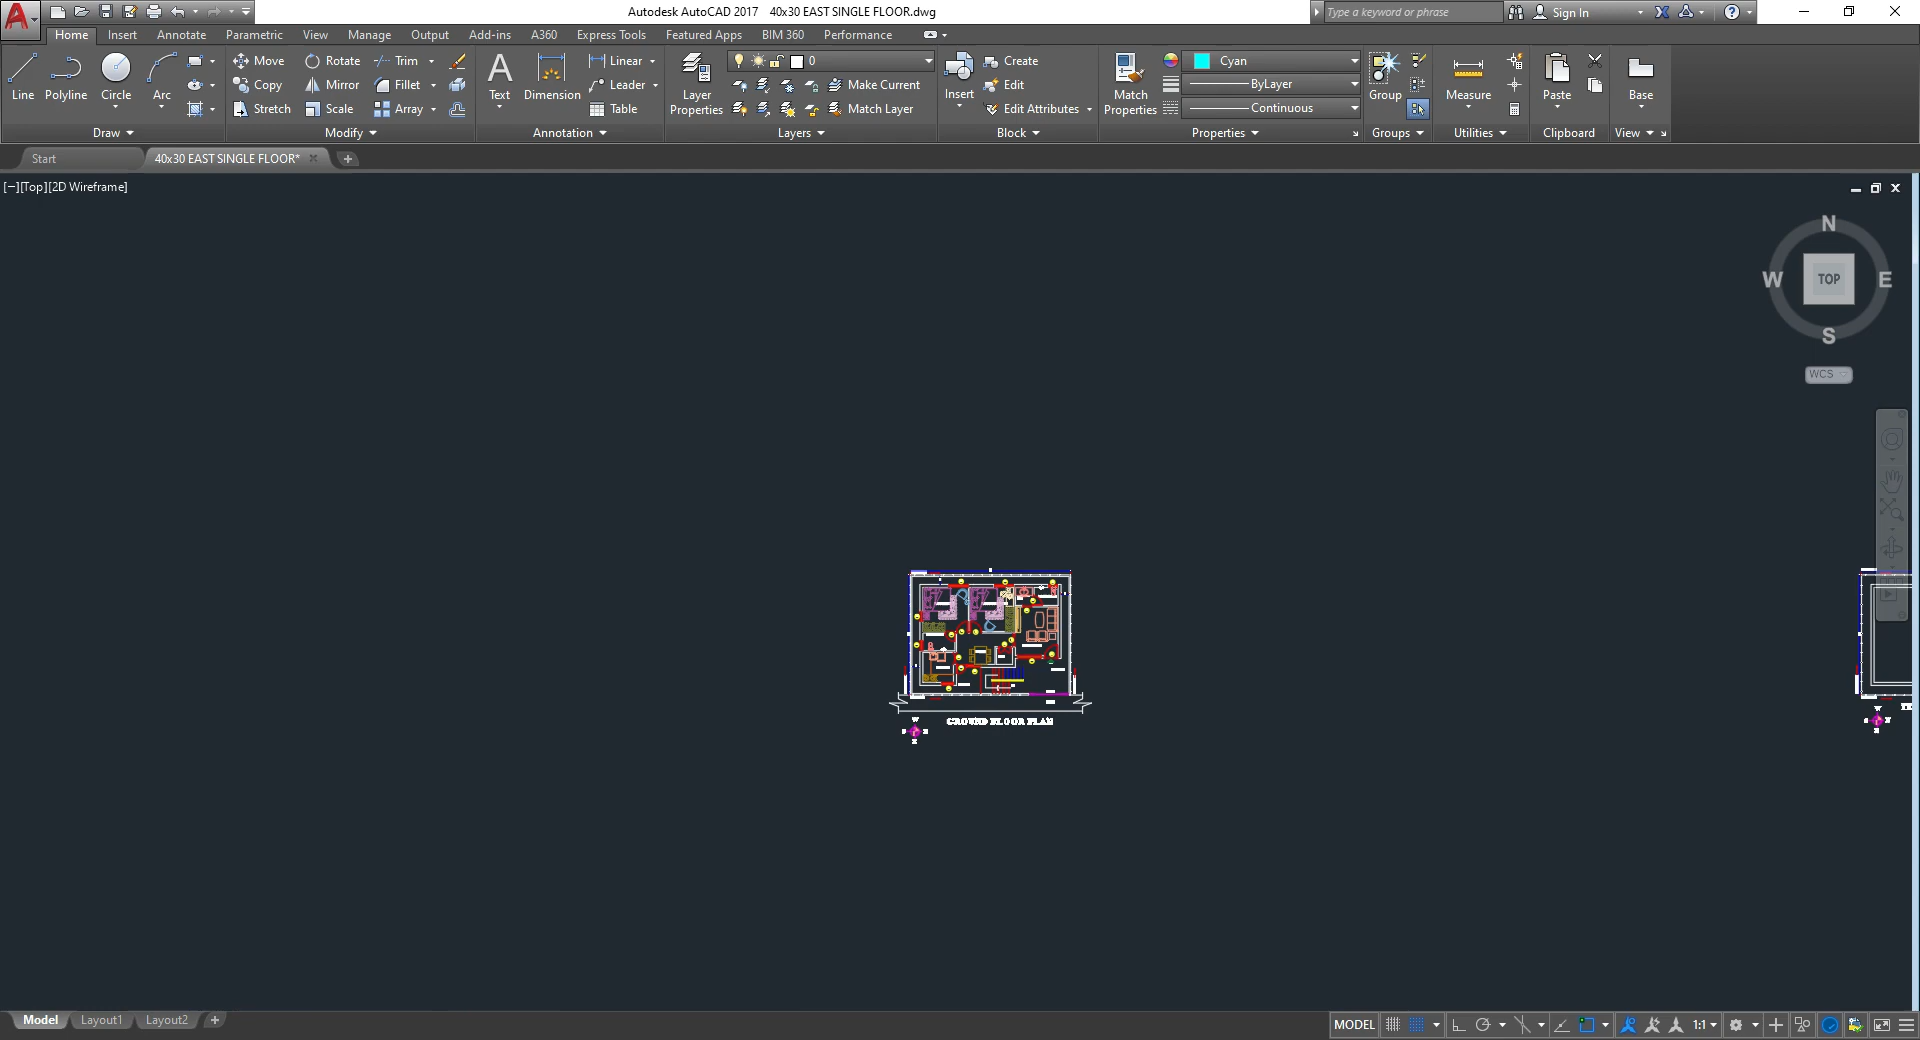 Autodesk AutoCAD 2017 40x30 EAST SINGLE FLOOR.dwg
Type a keyword or phrase
Sign In
Home Insert Annotate Parametric View Manage Output Add-ins A360 Express Tools Featured Apps BIM 360 Performance
Line Polyline Circle Arc
Move Rotate Trim
Copy Mirror Fillet
Stretch Scale Array
Text Dimension
Linear
Leader
Table
Layer Properties
0
Make Current
Match Layer
Insert
Create
Edit
Edit Attributes
Match Properties
Cyan
ByLayer
Continuous
Group
Measure
Paste
Base
Draw Modify Annotation Layers Block Properties Groups Utilities Clipboard View
Start 40x30 EAST SINGLE FLOOR*
[−][Top][2D Wireframe]
N
W TOP E
S
WCS
GROUND FLOOR PLAN
Model Layout1 Layout2
MODEL 1:1